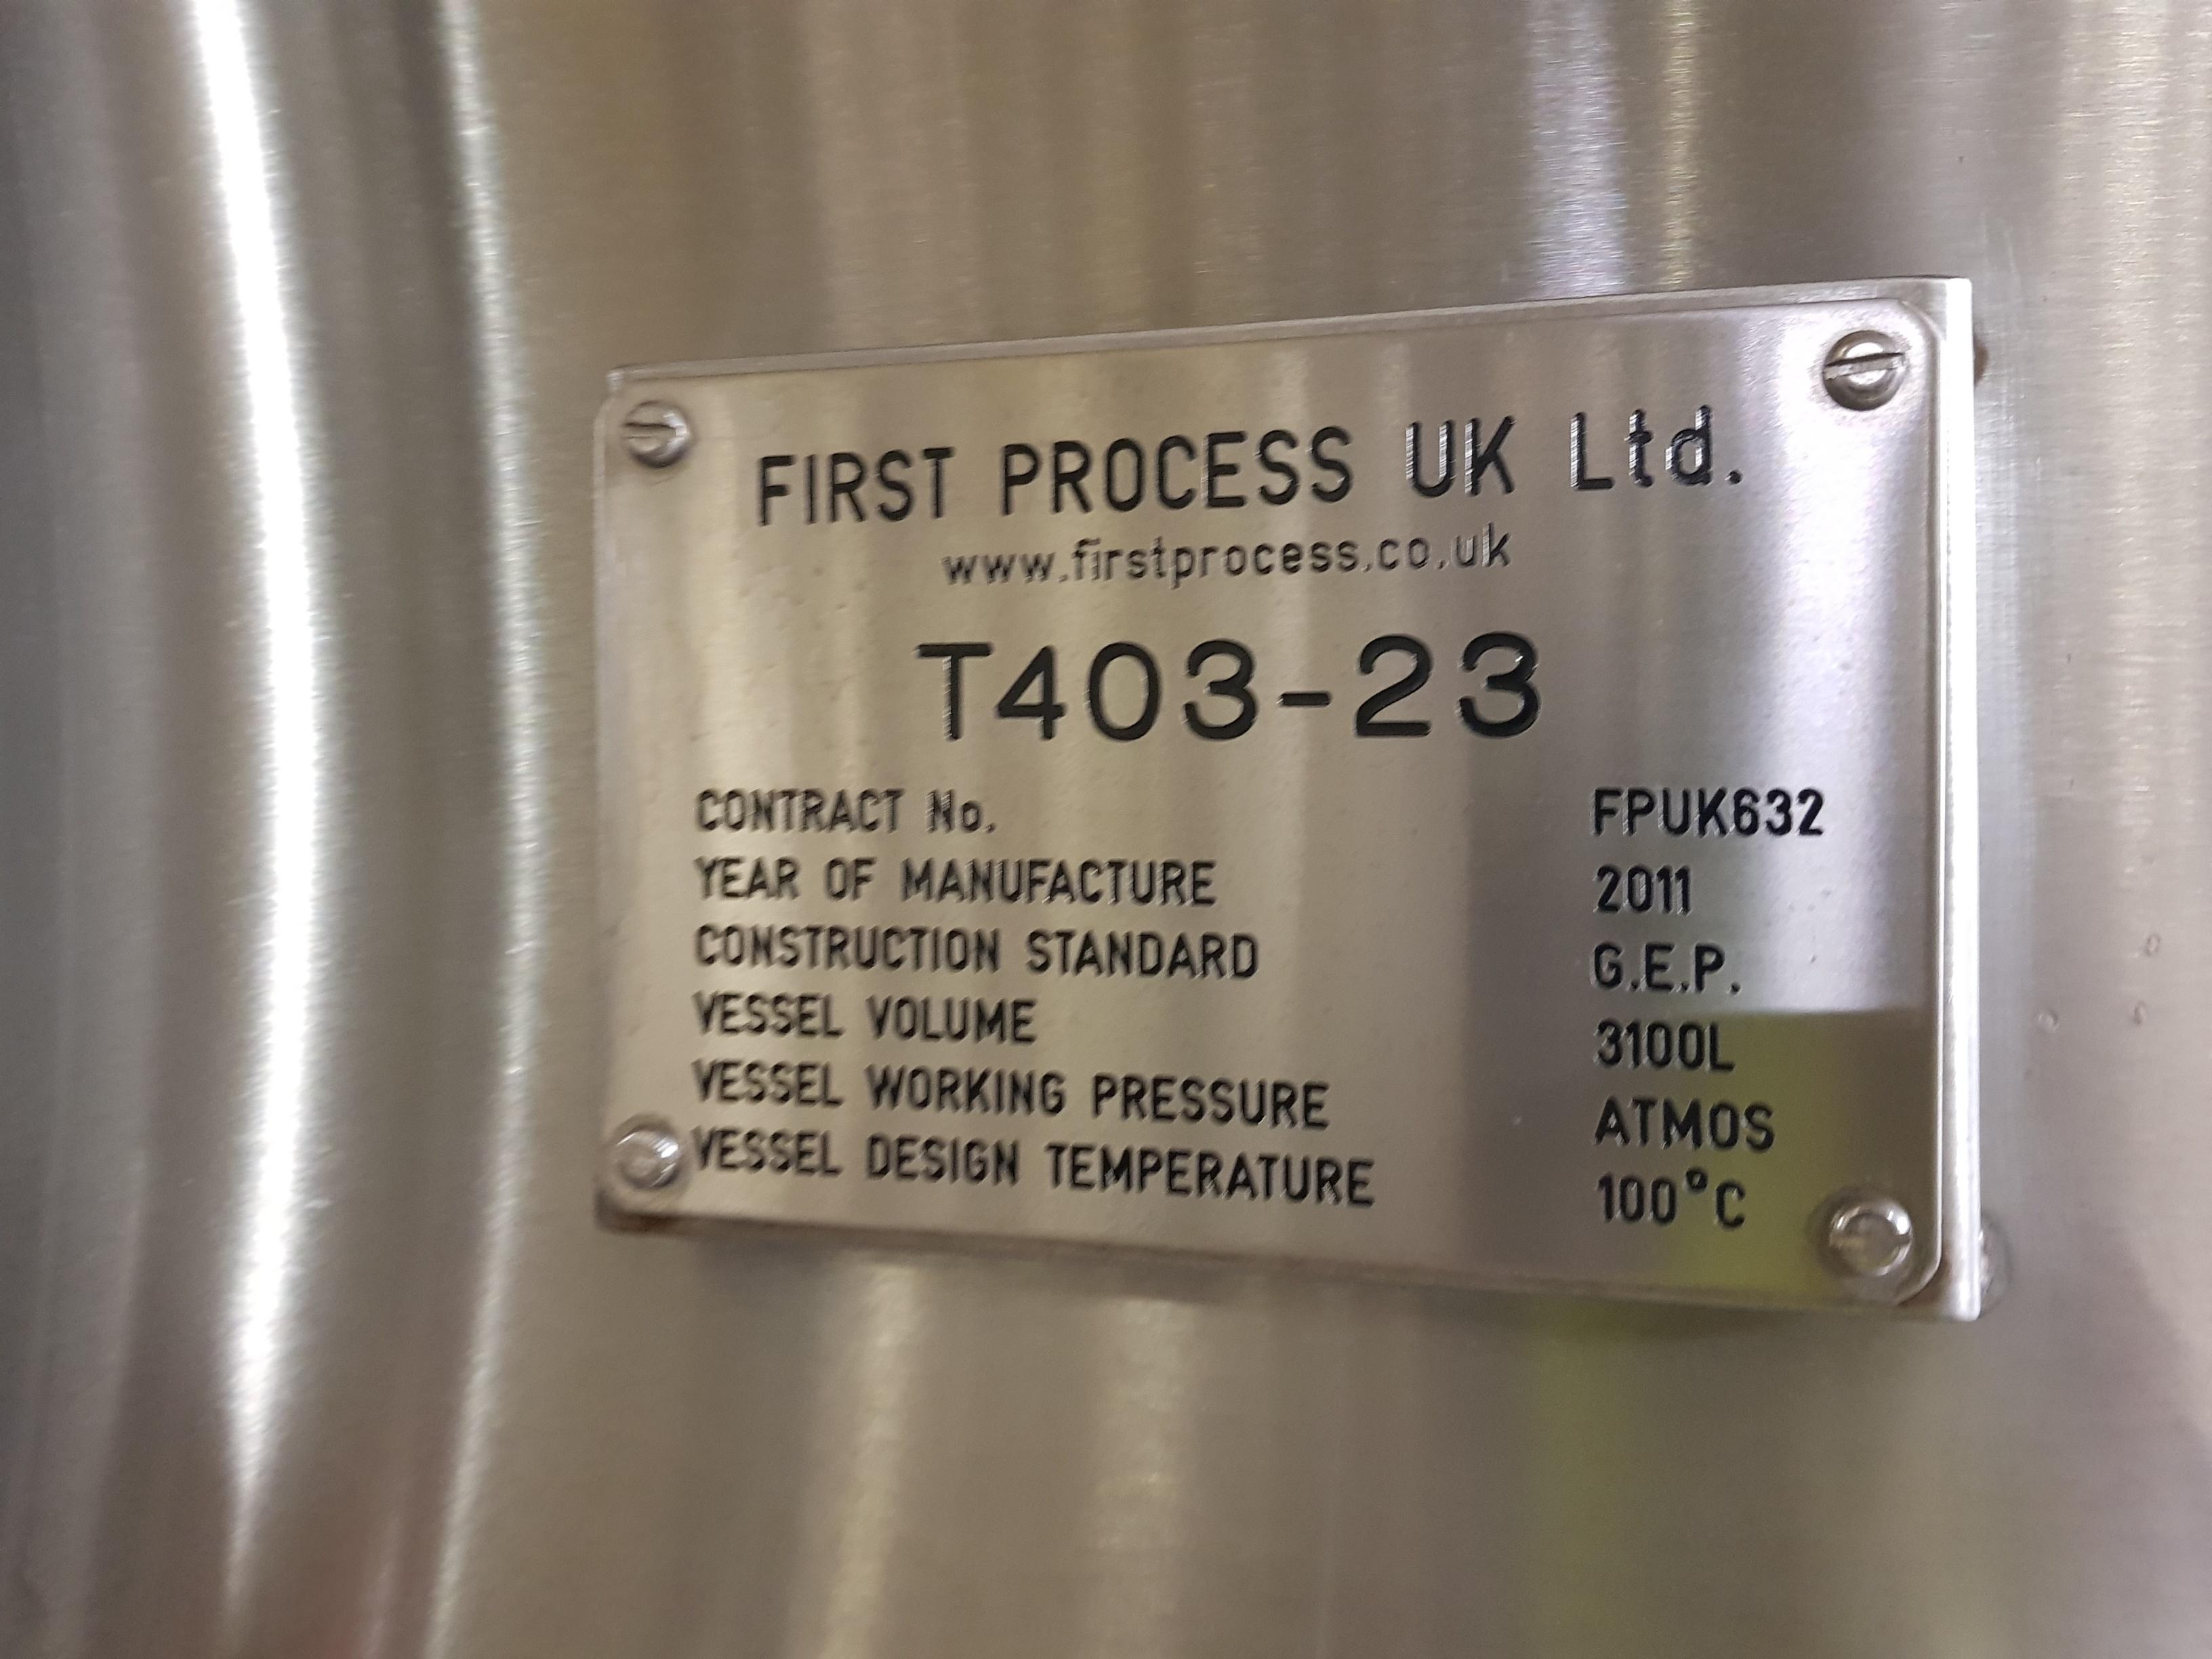 FIRST PROCESS UK Ltd.
www.firstprocess.co.uk
T403-23
CONTRACT No. FPUK632
YEAR OF MANUFACTURE 2011
CONSTRUCTION STANDARD G.E.P.
VESSEL VOLUME 3100L
VESSEL WORKING PRESSURE ATMOS
VESSEL DESIGN TEMPERATURE 100°C